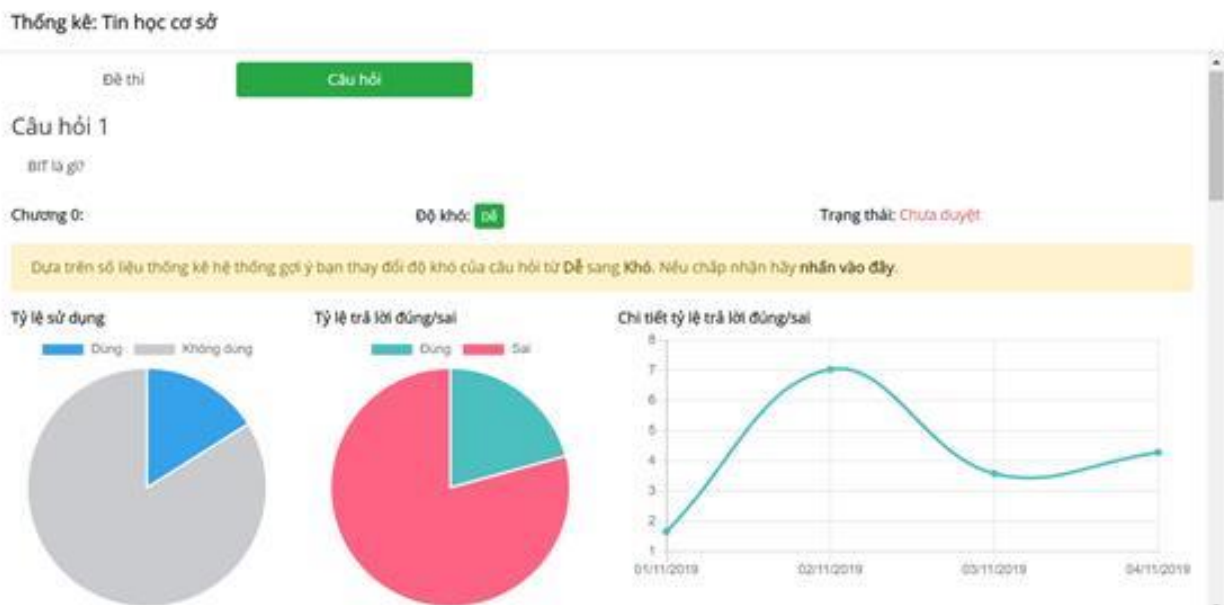 Thống kê: Tin học cơ sở
Đề thi Câu hỏi
Câu hỏi 1
BIT là gì?
Chương 0: Độ khó: Dễ Trạng thái: Chưa duyệt
Dựa trên số liệu thống kê hệ thống gợi ý bạn thay đổi độ khó của câu hỏi từ Dễ sang Khó. Nếu chấp nhận hãy nhấn vào đây.
Tỷ lệ sử dụng Tỷ lệ trả lời đúng/sai Chi tiết tỷ lệ trả lời đúng/sai
Dùng Không dùng Đúng Sai
8
7
6
5
4
3
2
1
01/11/2019 02/11/2019 03/11/2019 04/11/2019